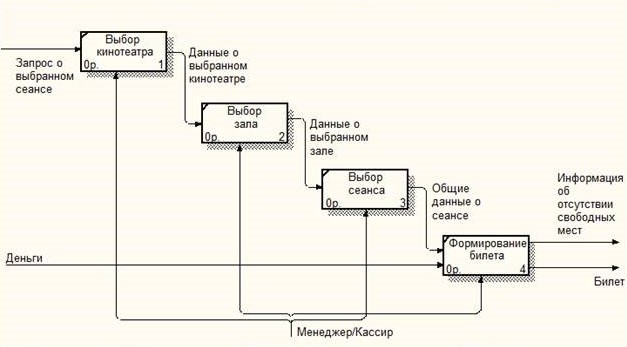 Выбор
кинотеатра
0р. 1
Запрос о
выбранном
сеансе
Данные о
выбранном
кинотеатре
Выбор
зала
0р. 2
Данные о
выбранном
зале
Выбор
сеанса
0р. 3
Общие
данные о
сеансе
Информация
об
отсутствии
свободных
мест
Формирование
билета
0р. 4
Деньги
Билет
Менеджер/Кассир